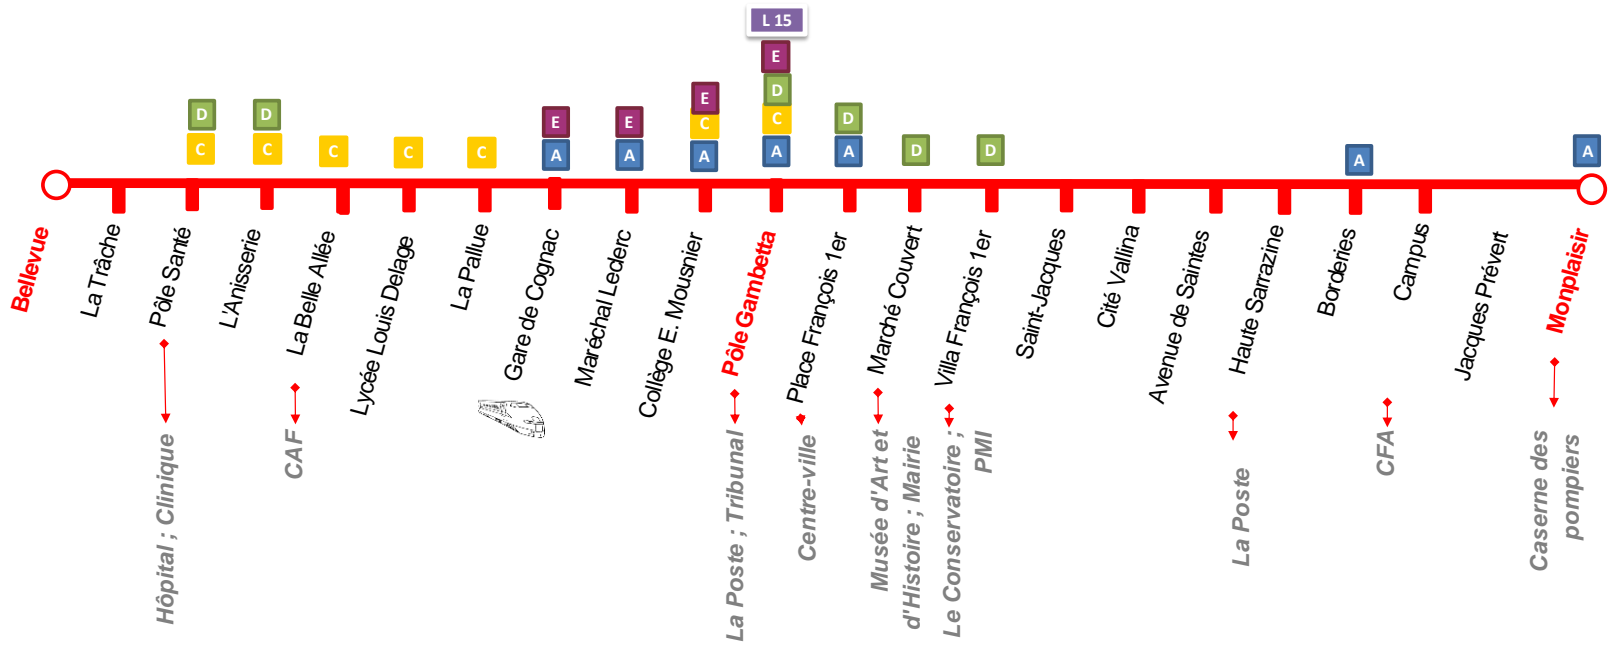 L 15
E
D
C
A
D
C
D
C
C
C
C
E
A
E
A
E
C
A
D
A
D
D
A
A
Bellevue
La Trâche
Pôle Santé
L'Anisserie
La Belle Allée
Lycée Louis Delage
La Pallue
Gare de Cognac
Maréchal Leclerc
Collège E. Mousnier
Pôle Gambetta
Place François 1er
Marché Couvert
Villa François 1er
Saint-Jacques
Cité Vallina
Avenue de Saintes
Haute Sarrazine
Borderies
Campus
Jacques Prévert
Monplaisir
Hôpital ; Clinique
CAF
La Poste ; Tribunal
Centre-ville
Musée d'Art et
d'Histoire ; Mairie
Le Conservatoire ;
PMI
La Poste
CFA
Caserne des
pompiers